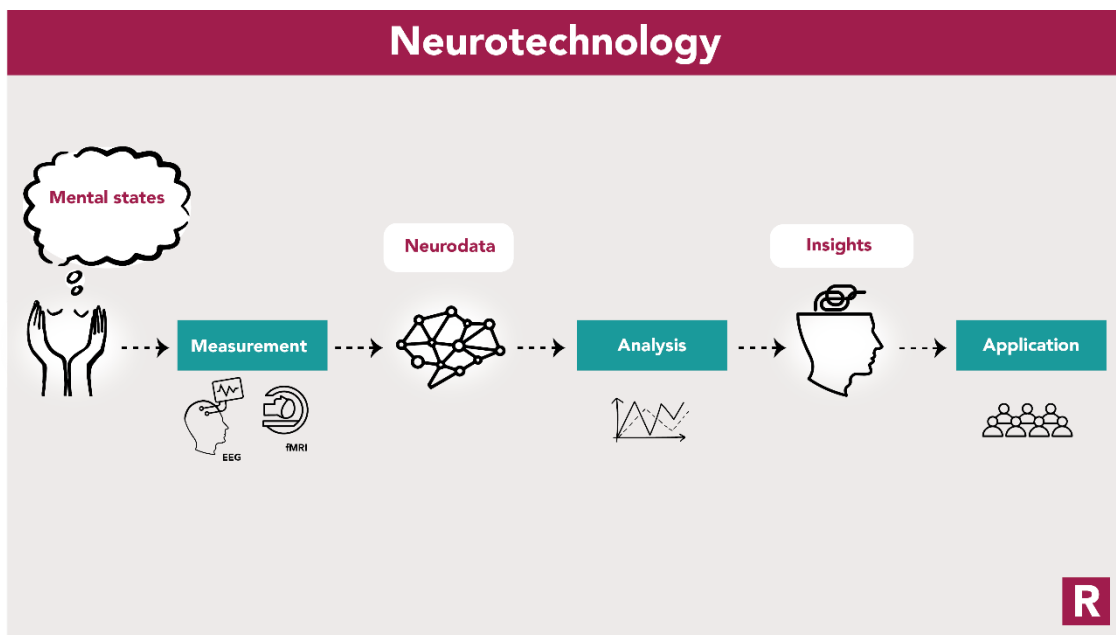 Neurotechnology
Mental states
Neurodata
Insights
Measurement
Analysis
Application
EEG
fMRI
R